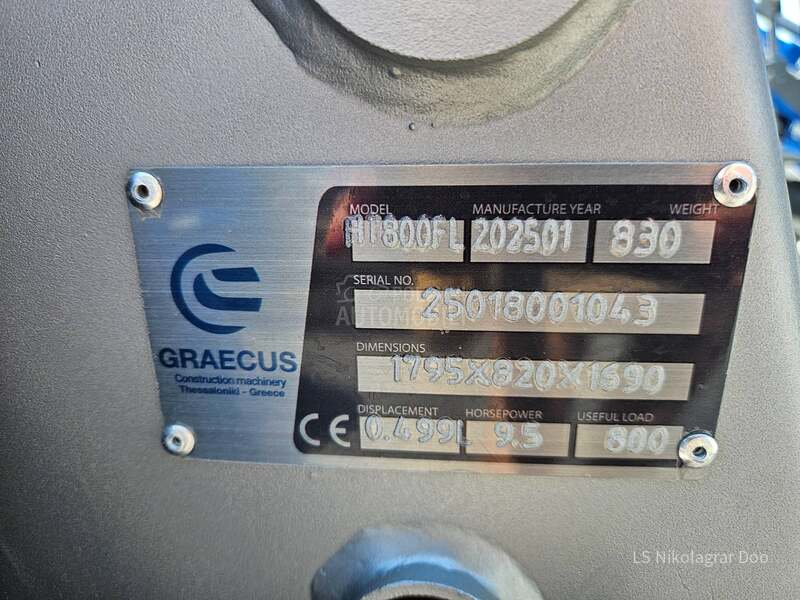 MODEL MANUFACTURE YEAR WEIGHT
HT800FL 202501 830
SERIAL NO.
25018001043
DIMENSIONS
1795x820x1690
DISPLACEMENT HORSEPOWER USEFUL LOAD
0.499L 9.5 800
CE
GRAECUS
Construction machinery
Thessaloniki - Greece
LS Nikolagrar Doo